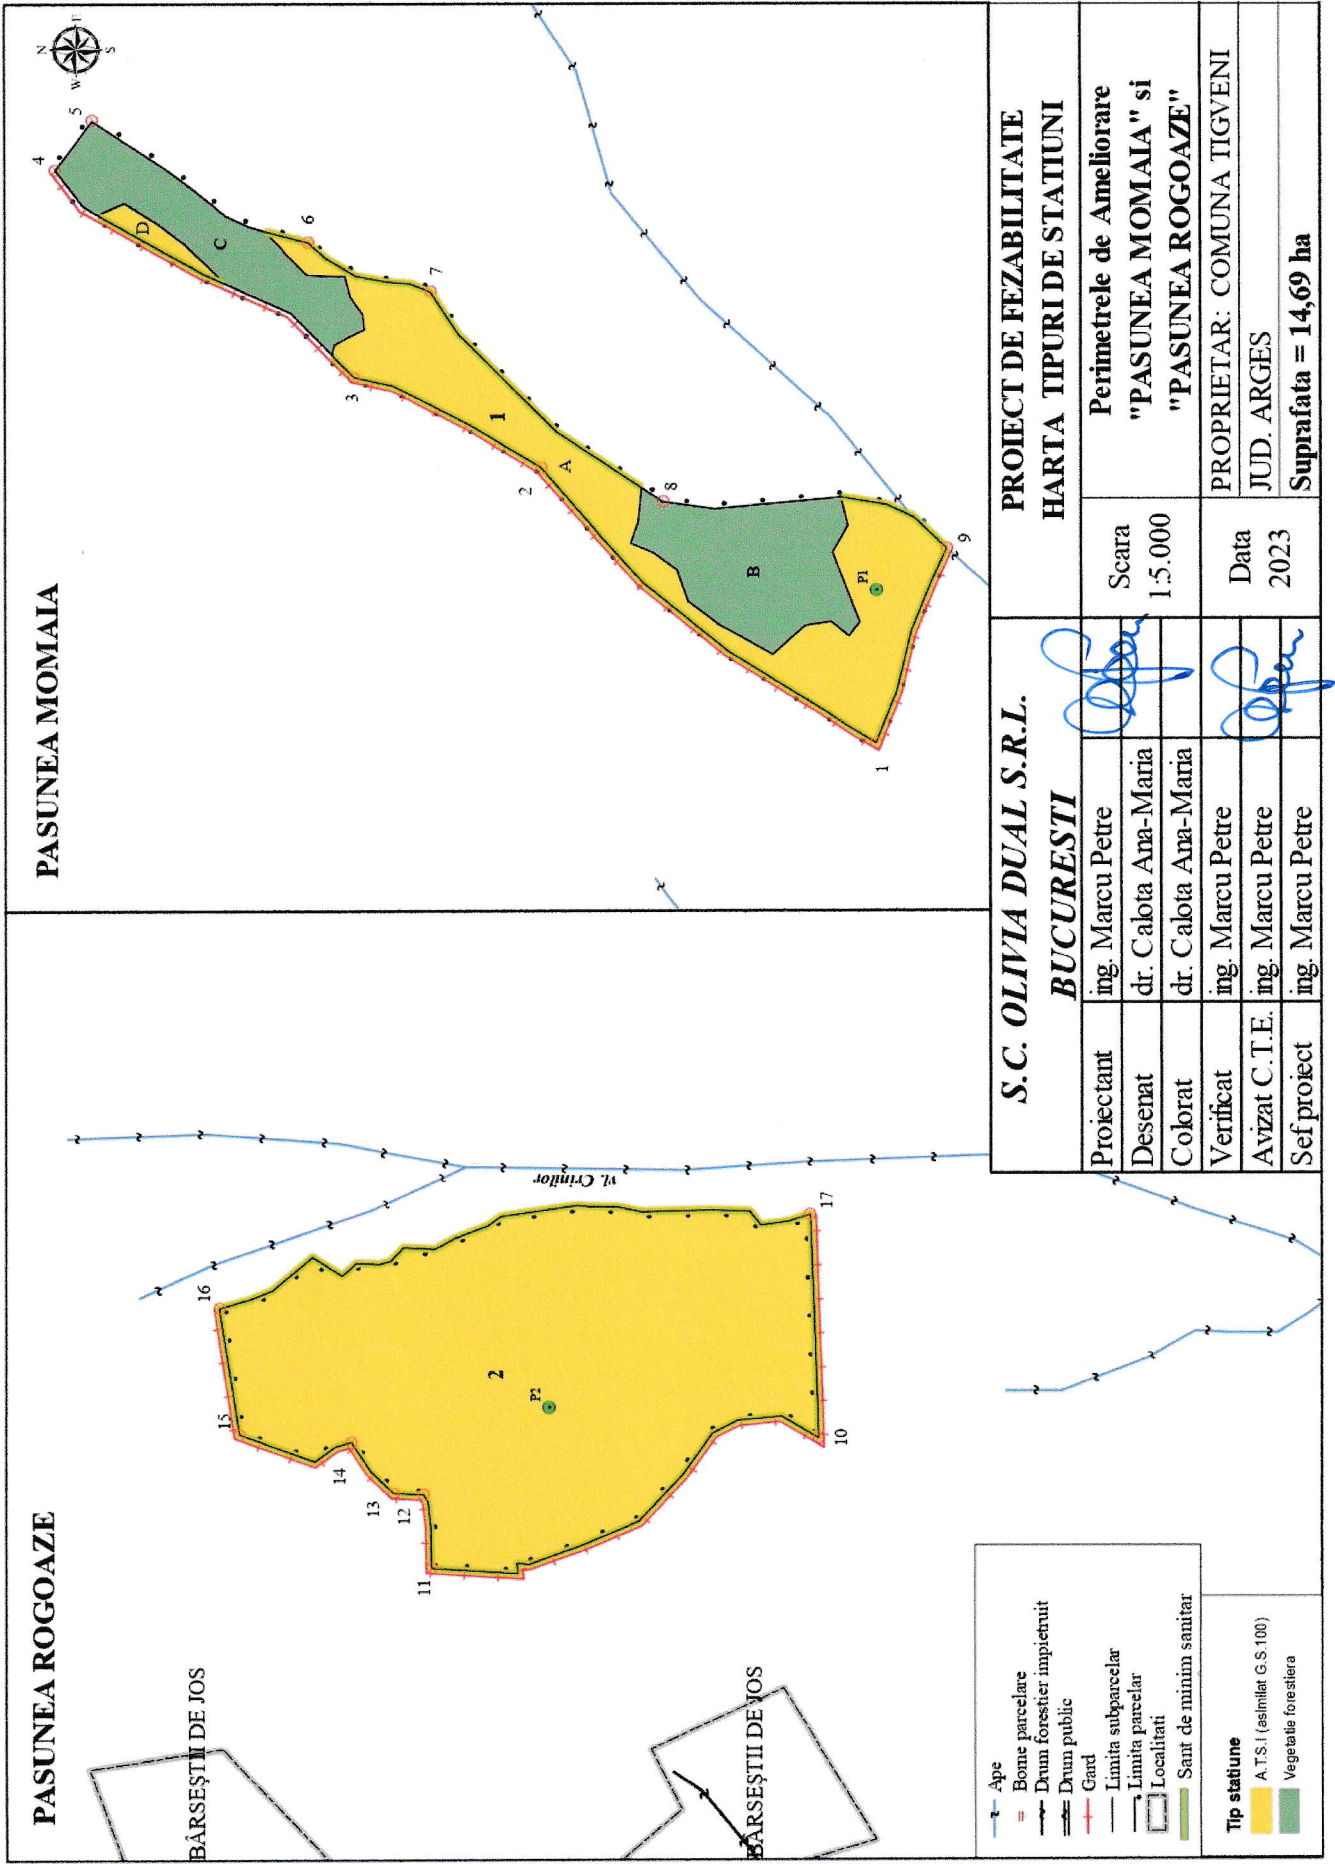 PASUNEA ROGOAZE
BÂRSEȘTII DE JOS
BÂRSEȘTII DE JOS
11
12
13
14
15
16
2
P2
vl. Crinilor
10
17
PASUNEA MOMAIA
N
E
S
W
4
5
D
C
6
3
7
1
A
2
8
B
P1
1
9
Ape
Borne parcelare
Drum forestier impietruit
Drum public
Gard
Limita subparcelar
Limita parcelar
Localitati
Sant de minim sanitar
Tip statiune
A.T.S.I (asimilat G.S.100)
Vegetatie forestiera
S.C. OLIVIA DUAL S.R.L.
BUCURESTI
PROIECT DE FEZABILITATE
HARTA TIPURI DE STATIUNI
Proiectant ing. Marcu Petre
Desenat dr. Calota Ana-Maria
Colorat dr. Calota Ana-Maria
Verificat ing. Marcu Petre
Avizat C.T.E. ing. Marcu Petre
Sef proiect ing. Marcu Petre
Scara
1:5.000
Data
2023
Perimetrele de Ameliorare
"PASUNEA MOMAIA" si
"PASUNEA ROGOAZE"
PROPRIETAR: COMUNA TIGVENI
JUD. ARGES
Suprafata = 14,69 ha